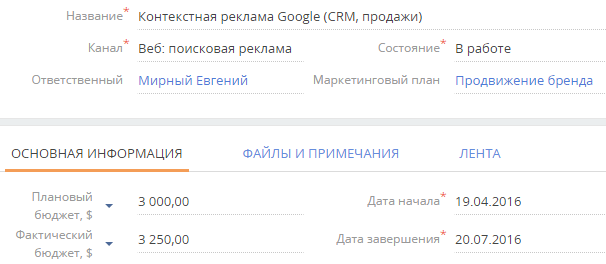 Название* Контекстная реклама Google (CRM, продажи)
Канал* Веб: поисковая реклама Состояние* В работе
Ответственный Мирный Евгений Маркетинговый план Продвижение бренда
ОСНОВНАЯ ИНФОРМАЦИЯ ФАЙЛЫ И ПРИМЕЧАНИЯ ЛЕНТА
Плановый
бюджет, $ 3 000,00 Дата начала* 19.04.2016
Фактический
бюджет, $ 3 250,00 Дата завершения* 20.07.2016